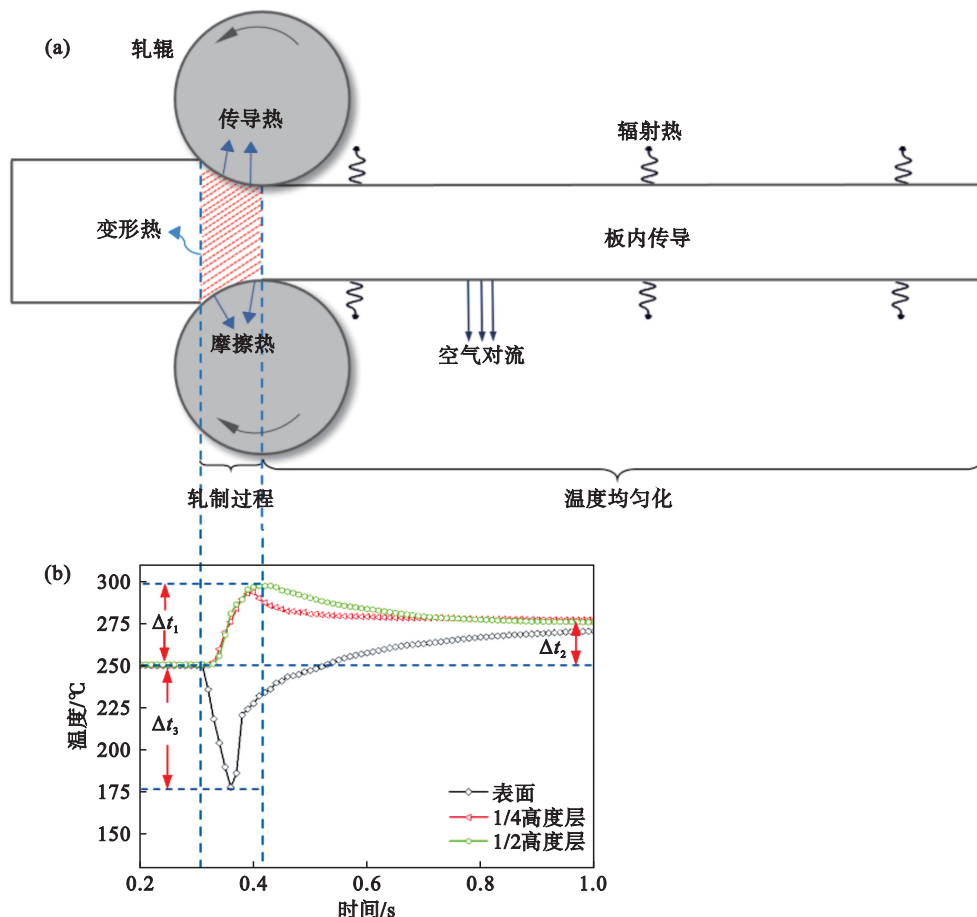 (a)
轧辊
传导热
辐射热
变形热
板内传导
摩擦热
空气对流
轧制过程
温度均匀化
(b)
300
275
250
225
200
175
150
温度/℃
Δt₁
Δt₂
Δt₃
表面
1/4高度层
1/2高度层
0.2
0.4
0.6
0.8
1.0
时间/s